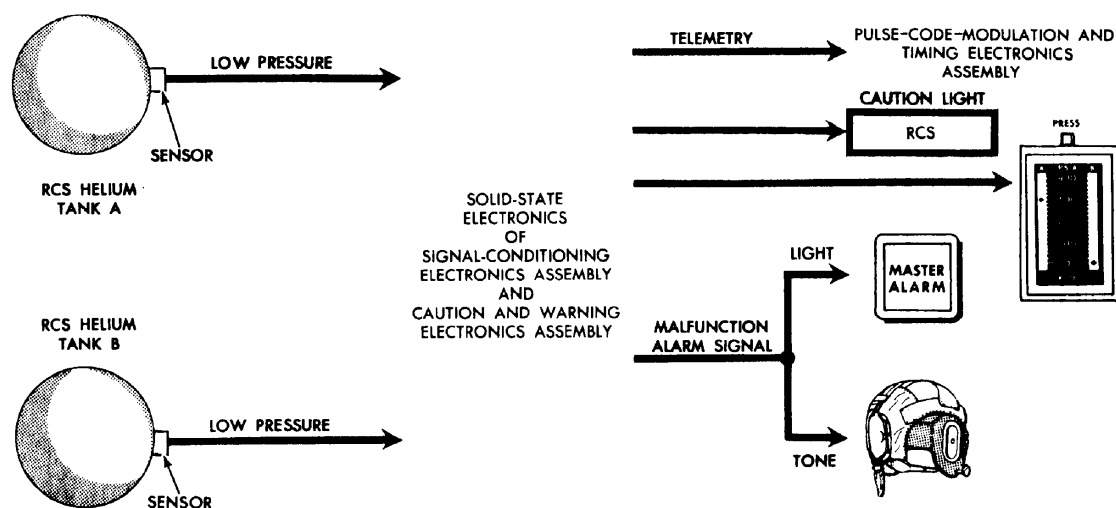 LOW PRESSURE
SENSOR
RCS HELIUM
TANK A
RCS HELIUM
TANK B
LOW PRESSURE
SENSOR
SOLID-STATE
ELECTRONICS
OF
SIGNAL-CONDITIONING
ELECTRONICS ASSEMBLY
AND
CAUTION AND WARNING
ELECTRONICS ASSEMBLY
TELEMETRY
PULSE-CODE-MODULATION AND
TIMING ELECTRONICS
ASSEMBLY
CAUTION LIGHT
RCS
PRESS
LIGHT
MASTER
ALARM
MALFUNCTION
ALARM SIGNAL
TONE